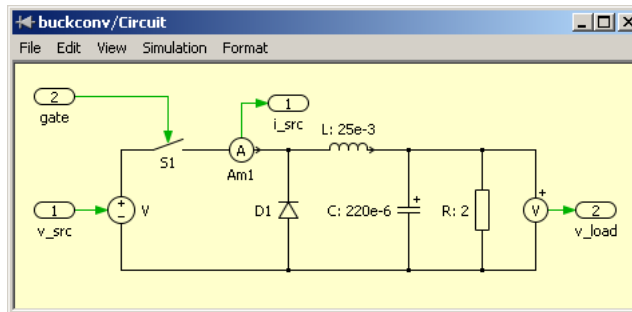 buckconv/Circuit
File Edit View Simulation Format
2
gate
1
i_src
L: 25e-3
S1
A
Am1
1
v_src
V
D1
C: 220e-6
R: 2
V
2
v_load